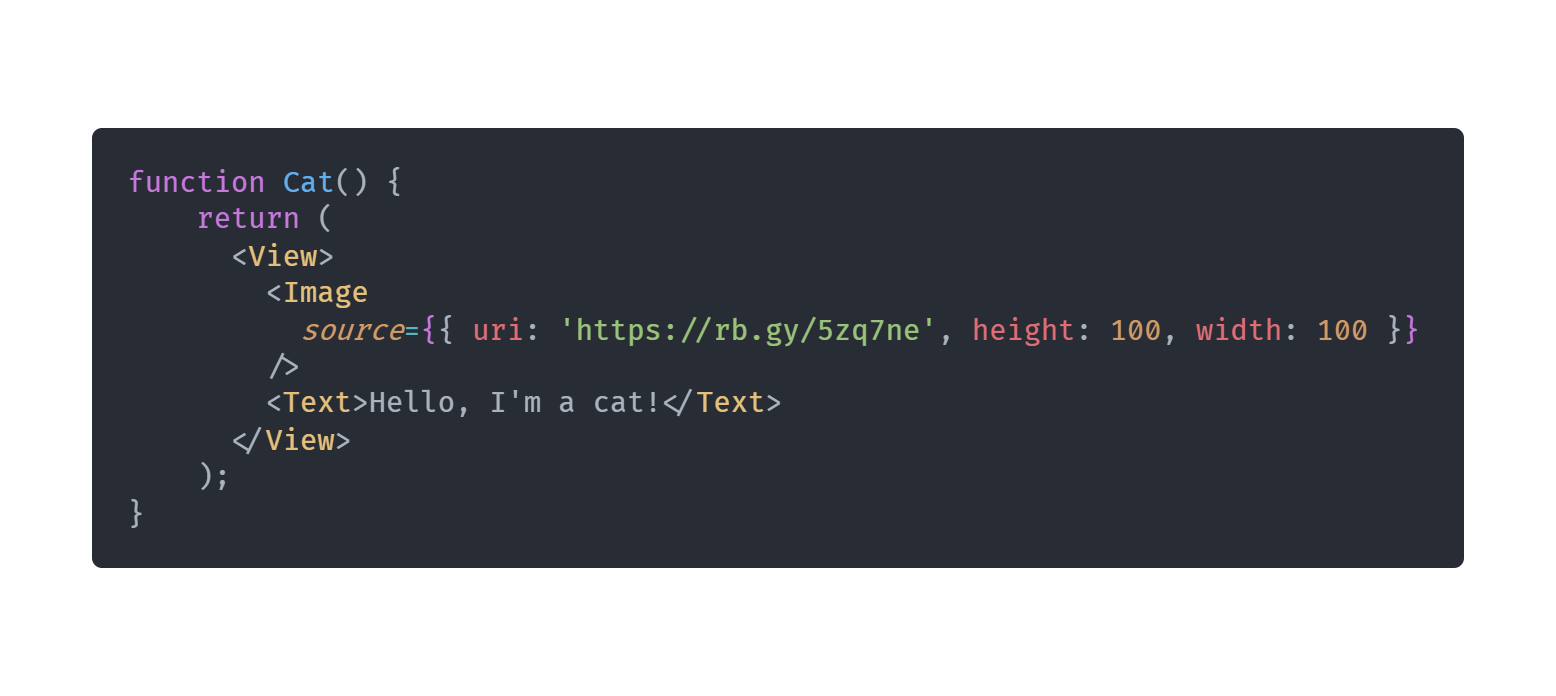 function Cat() {
    return (
      <View>
        <Image
          source={{ uri: 'https://rb.gy/5zq7ne', height: 100, width: 100 }}
        />
        <Text>Hello, I'm a cat!</Text>
      </View>
    );
}